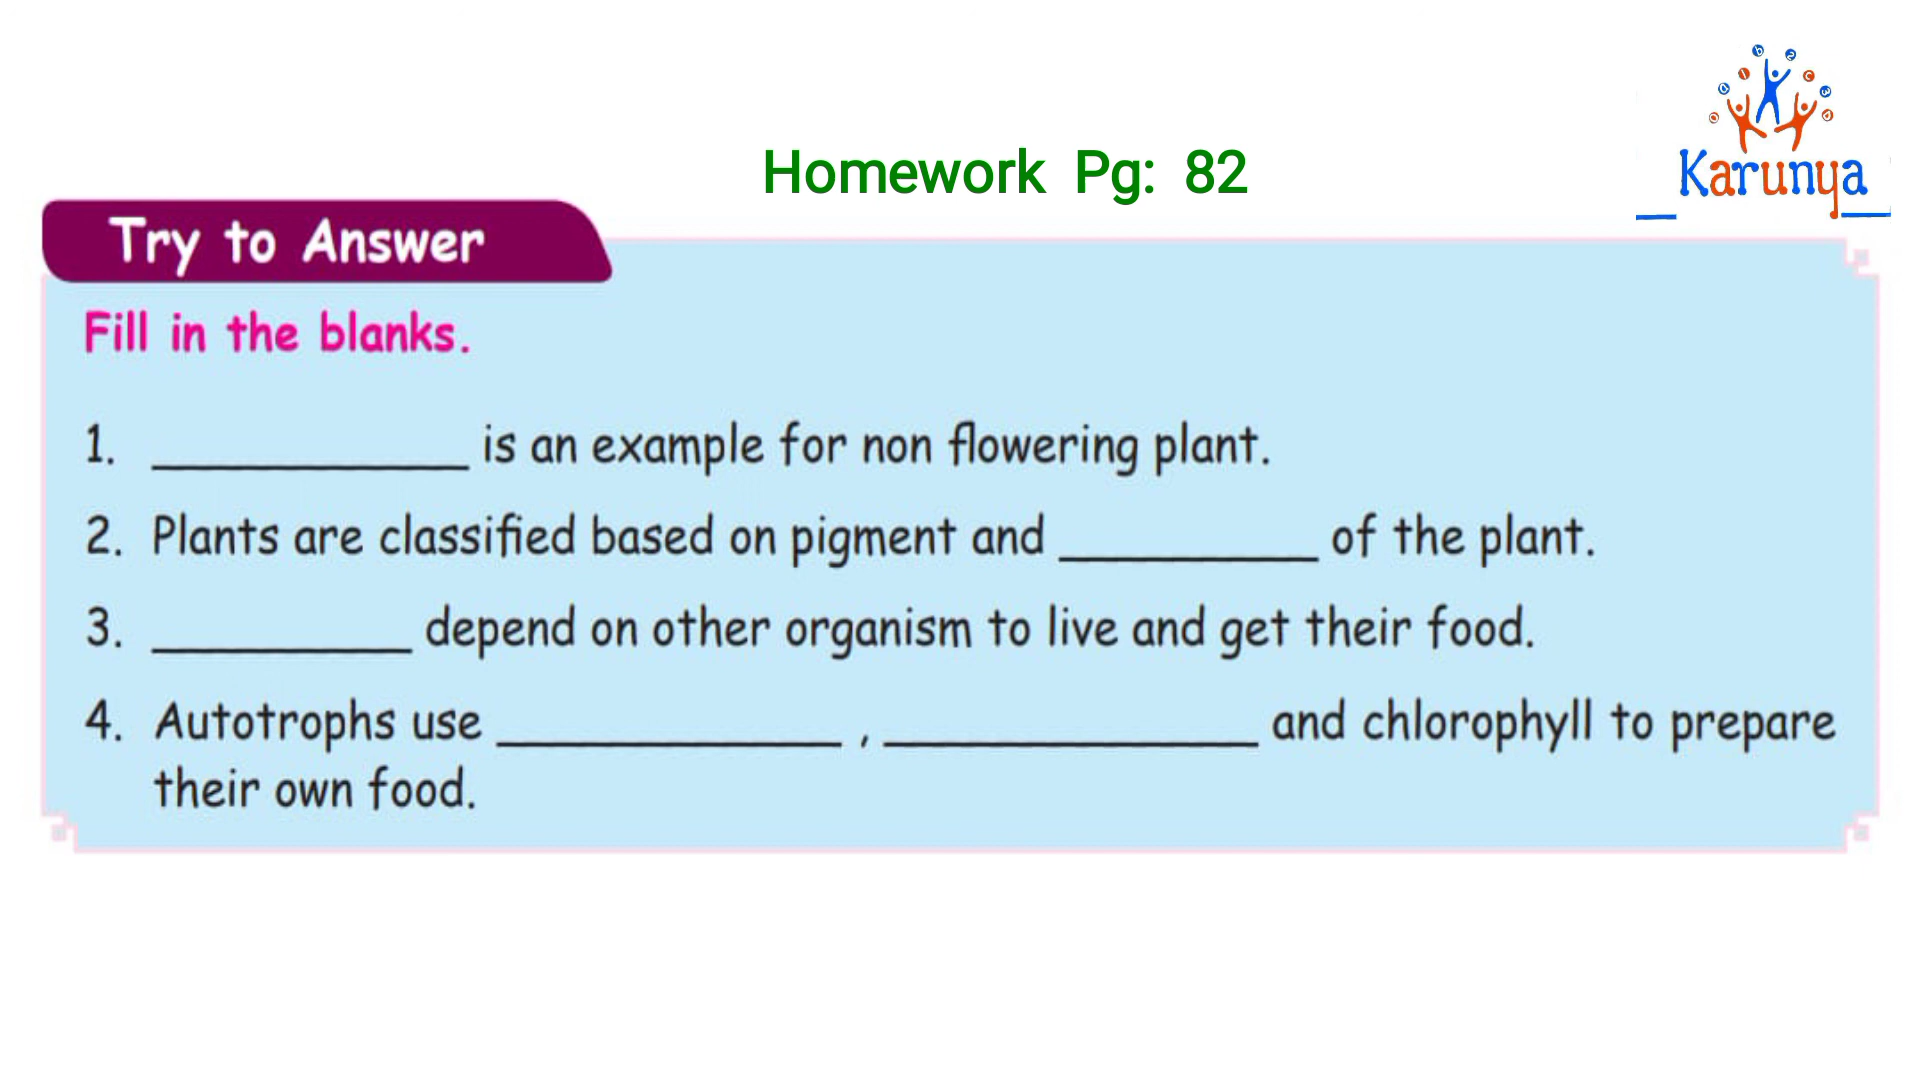 Homework Pg: 82
Karunya
Try to Answer
Fill in the blanks.
1. ____________ is an example for non flowering plant.
2. Plants are classified based on pigment and __________ of the plant.
3. __________ depend on other organism to live and get their food.
4. Autotrophs use _____________ , ______________ and chlorophyll to prepare
their own food.